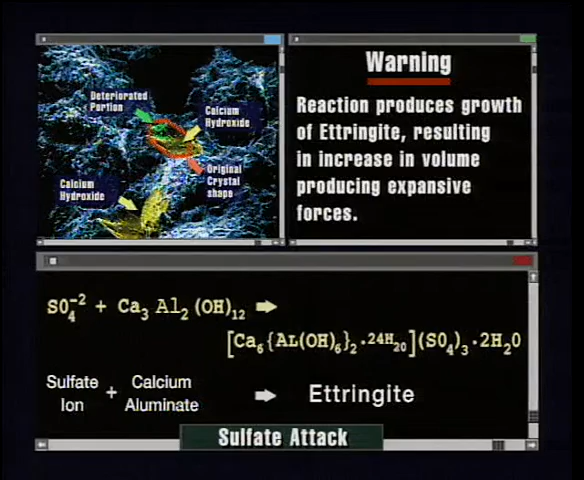 Deteriorated
Portion
Calcium
Hydroxide
Original
Crystal
shape
Calcium
Hydroxide
Warning
Reaction produces growth
of Ettringite, resulting
in increase in volume
producing expansive
forces.
SO₄⁻² + Ca₃ Al₂ (OH)₁₂ ➡
[Ca₆{AL(OH)₆}₂·24H₂₀](SO₄)₃·2H₂O
Sulfate Ion + Calcium Aluminate ➡ Ettringite
Sulfate Attack